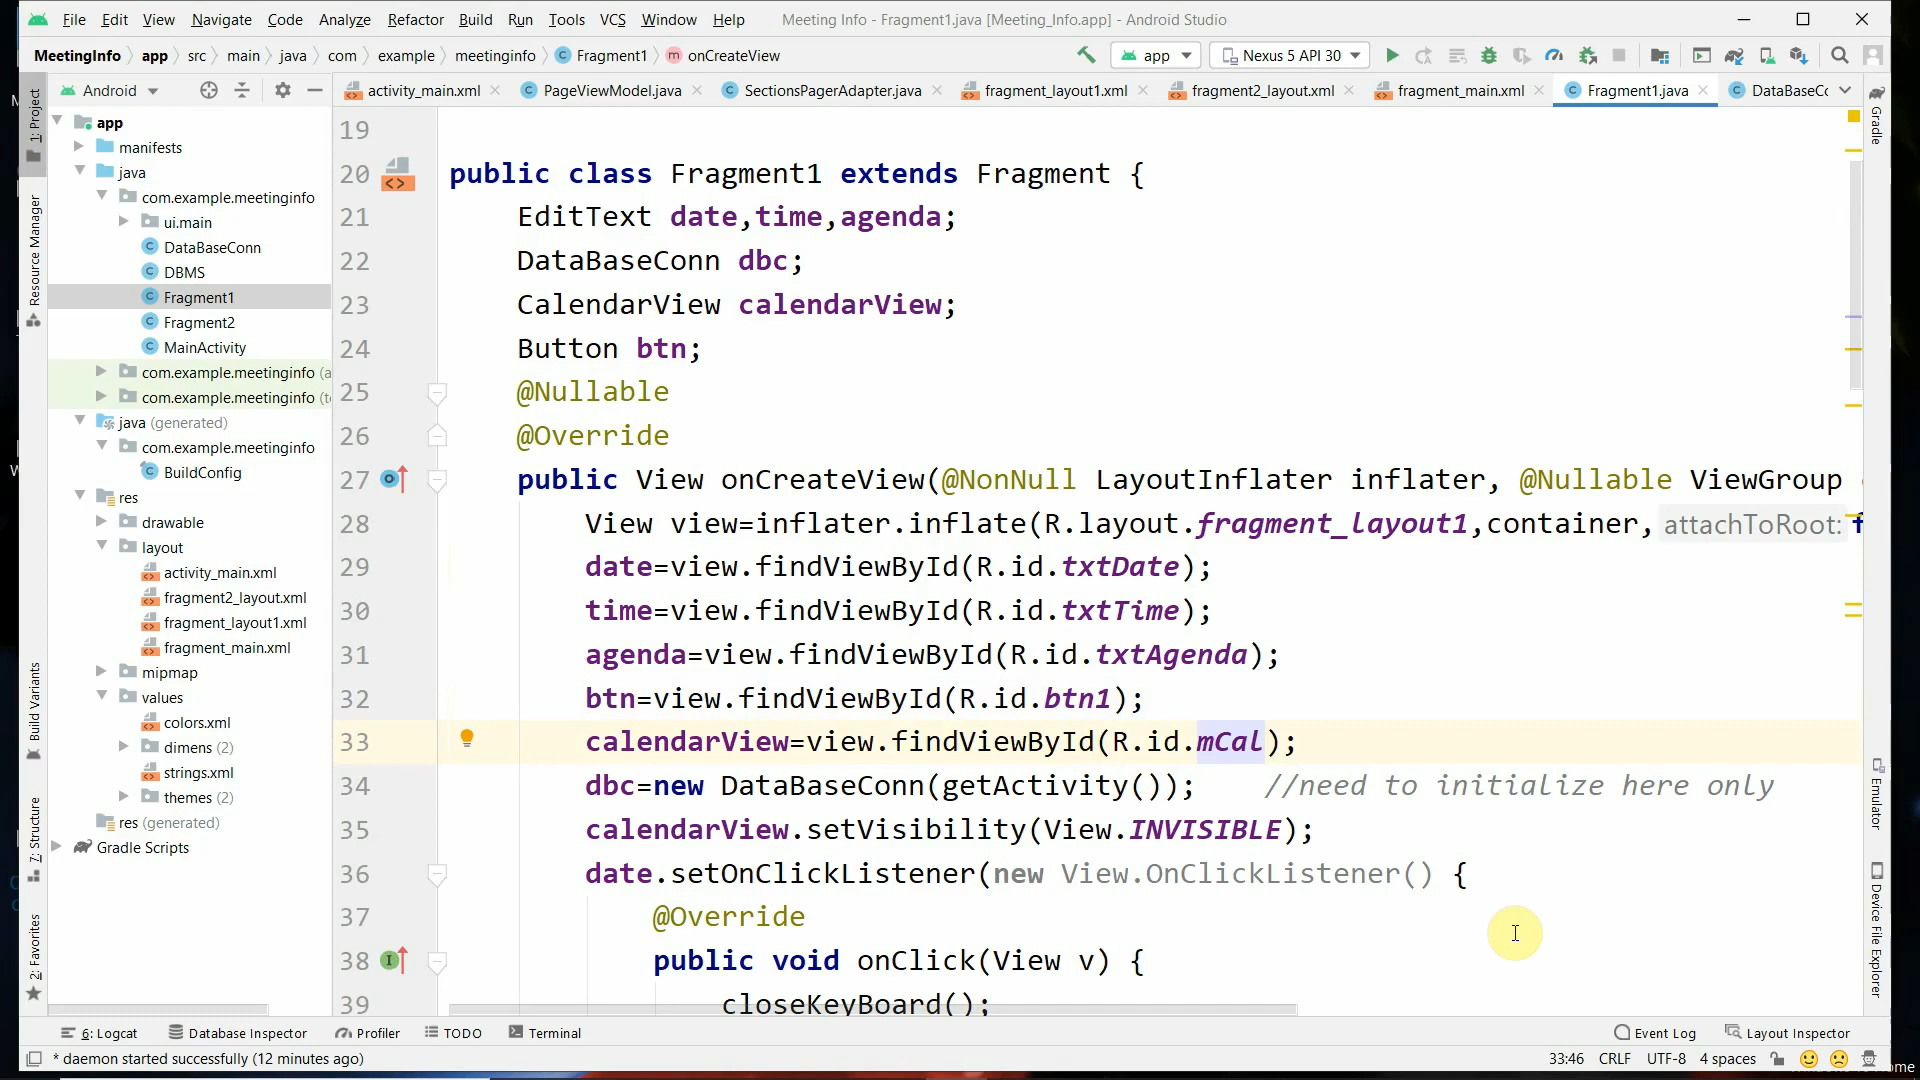 File Edit View Navigate Code Analyze Refactor Build Run Tools VCS Window Help Meeting Info - Fragment1.java [Meeting_Info.app] - Android Studio
MeetingInfo app src main java com example meetinginfo Fragment1 onCreateView app Nexus 5 API 30
Android activity_main.xml PageViewModel.java SectionsPagerAdapter.java fragment_layout1.xml fragment2_layout.xml fragment_main.xml Fragment1.java DataBaseCc
1: Project
Resource Manager
Build Variants
7: Structure
2: Favorites
app
manifests
java
com.example.meetinginfo
ui.main
DataBaseConn
DBMS
Fragment1
Fragment2
MainActivity
com.example.meetinginfo (a
com.example.meetinginfo (t
java (generated)
com.example.meetinginfo
BuildConfig
res
drawable
layout
activity_main.xml
fragment2_layout.xml
fragment_layout1.xml
fragment_main.xml
mipmap
values
colors.xml
dimens (2)
strings.xml
themes (2)
res (generated)
Gradle Scripts
19
20 public class Fragment1 extends Fragment {
21 EditText date,time,agenda;
22 DataBaseConn dbc;
23 CalendarView calendarView;
24 Button btn;
25 @Nullable
26 @Override
27 public View onCreateView(@NonNull LayoutInflater inflater, @Nullable ViewGroup
28 View view=inflater.inflate(R.layout.fragment_layout1,container, attachToRoot: f
29 date=view.findViewById(R.id.txtDate);
30 time=view.findViewById(R.id.txtTime);
31 agenda=view.findViewById(R.id.txtAgenda);
32 btn=view.findViewById(R.id.btn1);
33 calendarView=view.findViewById(R.id.mCal);
34 dbc=new DataBaseConn(getActivity()); //need to initialize here only
35 calendarView.setVisibility(View.INVISIBLE);
36 date.setOnClickListener(new View.OnClickListener() {
37 @Override
38 public void onClick(View v) {
39 closeKeyBoard();
Gradle
Emulator
Device File Explorer
6: Logcat Database Inspector Profiler TODO Terminal Event Log Layout Inspector
* daemon started successfully (12 minutes ago) 33:46 CRLF UTF-8 4 spaces